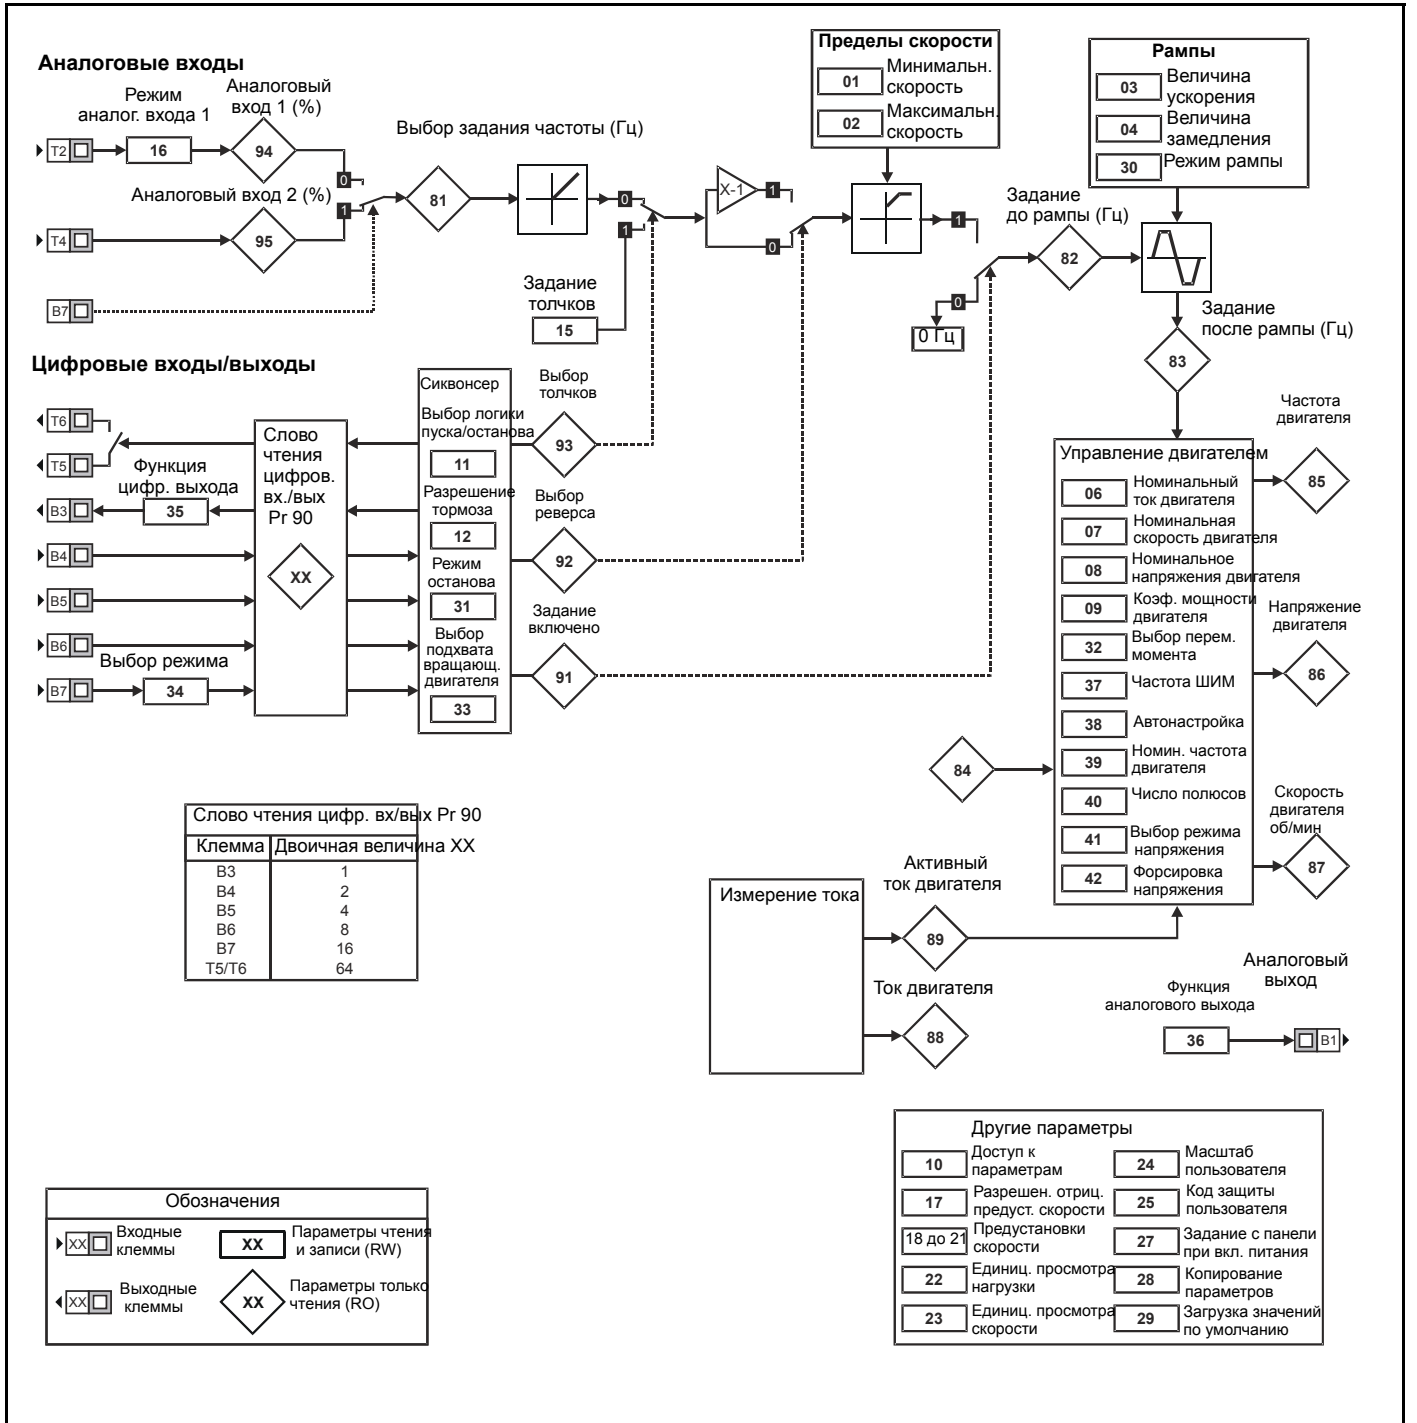 Аналоговые входы
Режим
аналог. входа 1
Аналоговый
вход 1 (%)
T2
16
94
0
Аналоговый вход 2 (%)
1
T4
95
B7
Выбор задания частоты (Гц)
81
0
1
Задание
толчков
15
X-1
1
0
Пределы скорости
01
Минимальн.
скорость
02
Максимальн.
скорость
1
0
0 Гц
Задание
до рампы (Гц)
82
Рампы
03
Величина
ускорения
04
Величина
замедления
30
Режим рампы
Задание
после рампы (Гц)
83
Цифровые входы/выходы
T6
T5
B3
B4
B5
B6
B7
Функция
цифр. выхода
35
Выбор режима
34
Слово
чтения
цифров.
вх./вых
Pr 90
XX
Сиквонсер
Выбор логики
пуска/останова
11
Разрешение
тормоза
12
Режим
останова
31
Выбор
подхвата
вращающ.
двигателя
33
Выбор
толчков
93
Выбор
реверса
92
Задание
включено
91
Управление двигателем
06
Номинальный
ток двигателя
07
Номинальная
скорость двигателя
08
Номинальное
напряжения двигателя
09
Коэф. мощности
двигателя
32
Выбор перем.
момента
37
Частота ШИМ
38
Автонастройка
39
Номин. частота
двигателя
40
Число полюсов
41
Выбор режима
напряжения
42
Форсировка
напряжения
84
Частота
двигателя
85
Напряжение
двигателя
86
Скорость
двигателя
об/мин
87
Слово чтения цифр. вх/вых Pr 90
Клемма Двоичная величина XX
B3 1
B4 2
B5 4
B6 8
B7 16
T5/T6 64
Измерение тока
Активный
ток двигателя
89
Ток двигателя
88
Аналоговый
выход
Функция
аналогового выхода
36
B1
Обозначения
XX
Входные
клеммы
XX
Параметры чтения
и записи (RW)
XX
Выходные
клеммы
XX
Параметры только
чтения (RO)
Другие параметры
10
Доступ к
параметрам
17
Разрешен. отриц.
предуст. скорости
18 до 21
Предустановки
скорости
22
Единиц. просмотра
нагрузки
23
Единиц. просмотра
скорости
24
Масштаб
пользователя
25
Код защиты
пользователя
27
Задание с панели
при вкл. питания
28
Копирование
параметров
29
Загрузка значений
по умолчанию